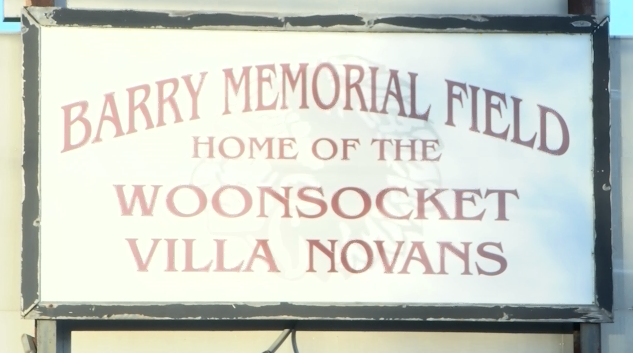 BARRY MEMORIAL FIELD
HOME OF THE
WOONSOCKET
VILLA NOVANS